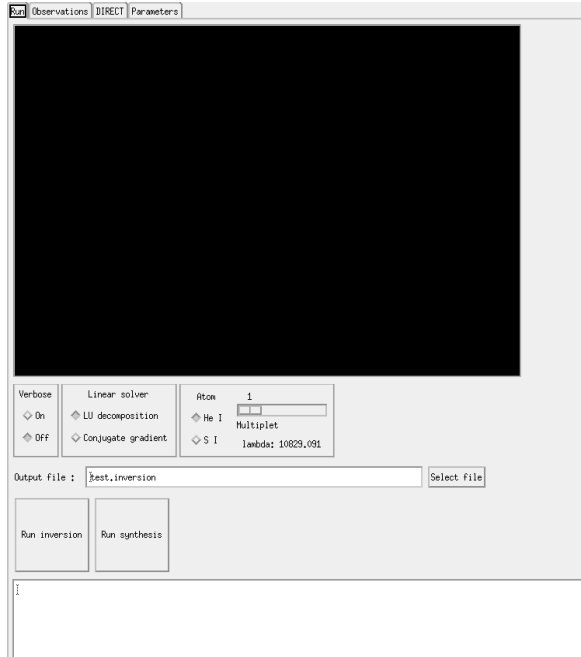 Run Observations DIRECT Parameters
Verbose
On
Off
Linear solver
LU decomposition
Conjugate gradient
Atom
He I
S I
1
Multiplet
lambda: 10829.091
Output file : test.inversion Select file
Run inversion Run synthesis